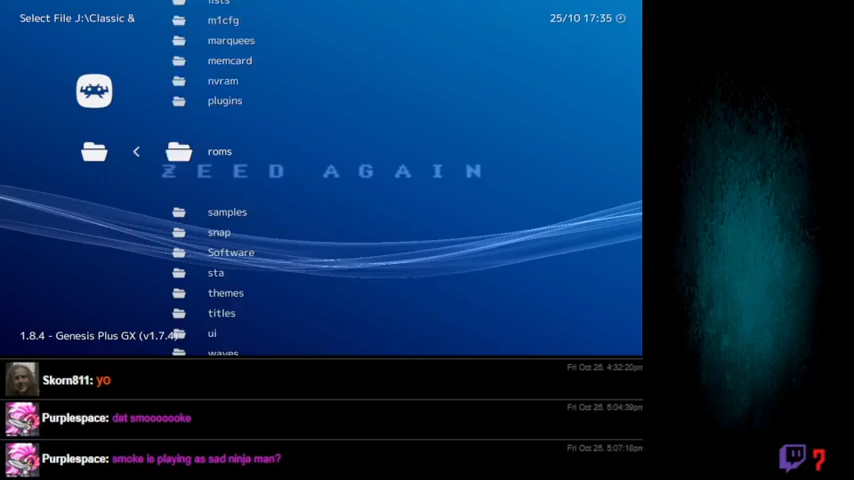 Select File J:\Classic &
25/10 17:35
lists
m1cfg
marquees
memcard
nvram
plugins
roms
ZEED AGAIN
samples
snap
Software
sta
themes
titles
ui
waves
1.8.4 - Genesis Plus GX (v1.7.4)
Fri Oct 25, 4:32:20pm
Skorn811: yo
Fri Oct 25, 5:04:39pm
Purplespace: dat smooooooke
Fri Oct 25, 5:07:18pm
Purplespace: smoke is playing as sad ninja man?
7